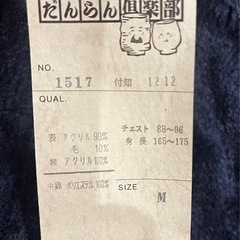 だんらん倶楽部
NO. 1517 付知 1212
QUAL.
表 アクリル 90%
毛 10%
裏 アクリル 100%
中綿 ポリエステル 100%
チェスト 88〜96
身長 165〜175
SIZE
M